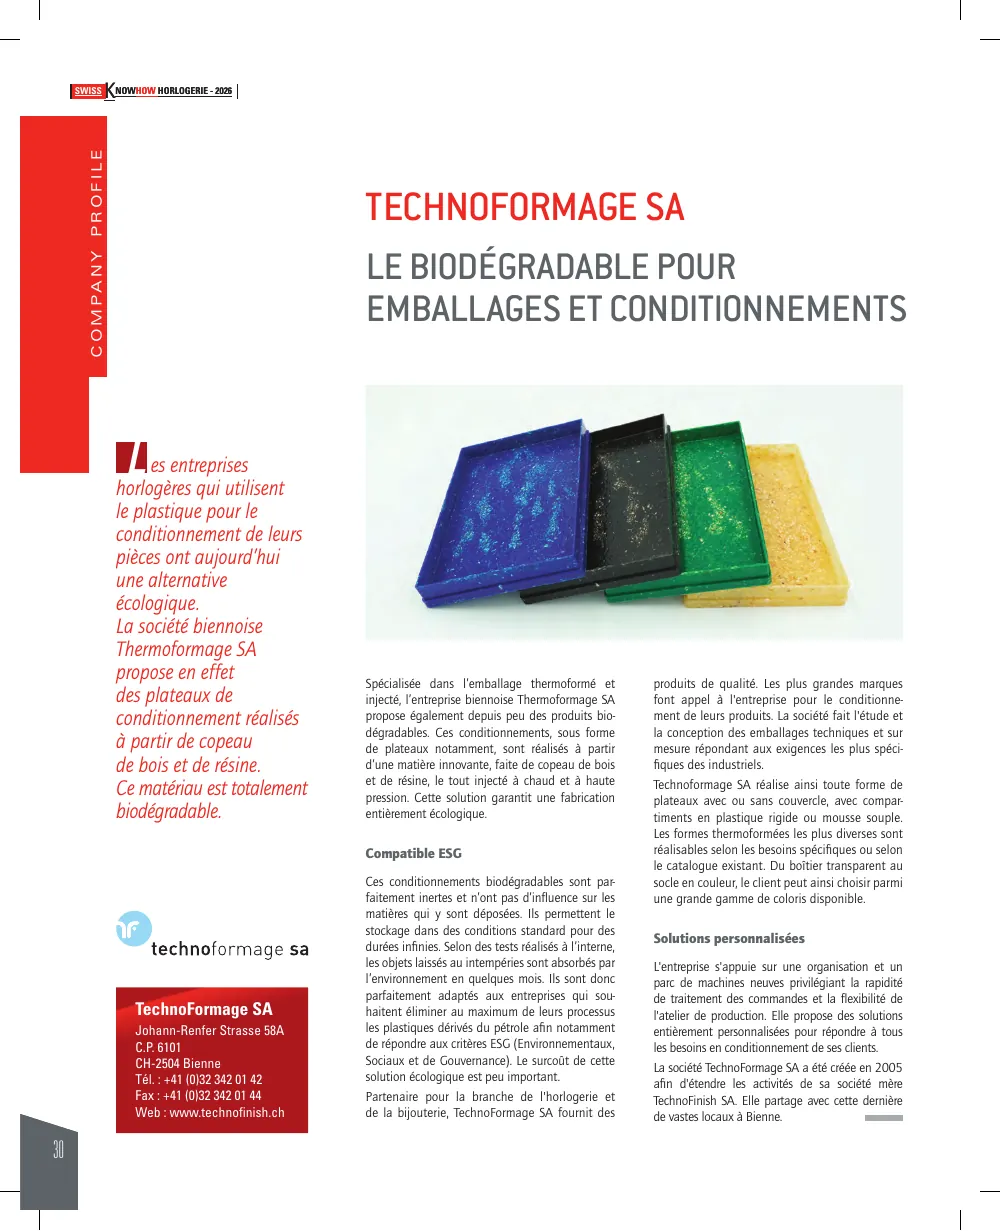 SWISS KNOWHOW HORLOGERIE - 2026
COMPANY PROFILE
TECHNOFORMAGE SA
LE BIODÉGRADABLE POUR
EMBALLAGES ET CONDITIONNEMENTS
Les entreprises
horlogères qui utilisent
le plastique pour le
conditionnement de leurs
pièces ont aujourd'hui
une alternative
écologique.
La société biennoise
Thermoformage SA
propose en effet
des plateaux de
conditionnement réalisés
à partir de copeau
de bois et de résine.
Ce matériau est totalement
biodégradable.
technoformage sa
TechnoFormage SA
Johann-Renfer Strasse 58A
C.P. 6101
CH-2504 Bienne
Tél. : +41 (0)32 342 01 42
Fax : +41 (0)32 342 01 44
Web : www.technofinish.ch
Spécialisée dans l'emballage thermoformé et
injecté, l'entreprise biennoise Thermoformage SA
propose également depuis peu des produits bio-
dégradables. Ces conditionnements, sous forme
de plateaux notamment, sont réalisés à partir
d'une matière innovante, faite de copeau de bois
et de résine, le tout injecté à chaud et à haute
pression. Cette solution garantit une fabrication
entièrement écologique.
Compatible ESG
Ces conditionnements biodégradables sont par-
faitement inertes et n'ont pas d'influence sur les
matières qui y sont déposées. Ils permettent le
stockage dans des conditions standard pour des
durées infinies. Selon des tests réalisés à l'interne,
les objets laissés au intempéries sont absorbés par
l'environnement en quelques mois. Ils sont donc
parfaitement adaptés aux entreprises qui sou-
haitent éliminer au maximum de leurs processus
les plastiques dérivés du pétrole afin notamment
de répondre aux critères ESG (Environnementaux,
Sociaux et de Gouvernance). Le surcoût de cette
solution écologique est peu important.
Partenaire pour la branche de l'horlogerie et
de la bijouterie, TechnoFormage SA fournit des
produits de qualité. Les plus grandes marques
font appel à l'entreprise pour le conditionne-
ment de leurs produits. La société fait l'étude et
la conception des emballages techniques et sur
mesure répondant aux exigences les plus spéci-
fiques des industriels.
Technoformage SA réalise ainsi toute forme de
plateaux avec ou sans couvercle, avec compar-
timents en plastique rigide ou mousse souple.
Les formes thermoformées les plus diverses sont
réalisables selon les besoins spécifiques ou selon
le catalogue existant. Du boîtier transparent au
socle en couleur, le client peut ainsi choisir parmi
une grande gamme de coloris disponible.
Solutions personnalisées
L'entreprise s'appuie sur une organisation et un
parc de machines neuves privilégiant la rapidité
de traitement des commandes et la flexibilité de
l'atelier de production. Elle propose des solutions
entièrement personnalisées pour répondre à tous
les besoins en conditionnement de ses clients.
La société TechnoFormage SA a été créée en 2005
afin d'étendre les activités de sa société mère
TechnoFinish SA. Elle partage avec cette dernière
de vastes locaux à Bienne.
30